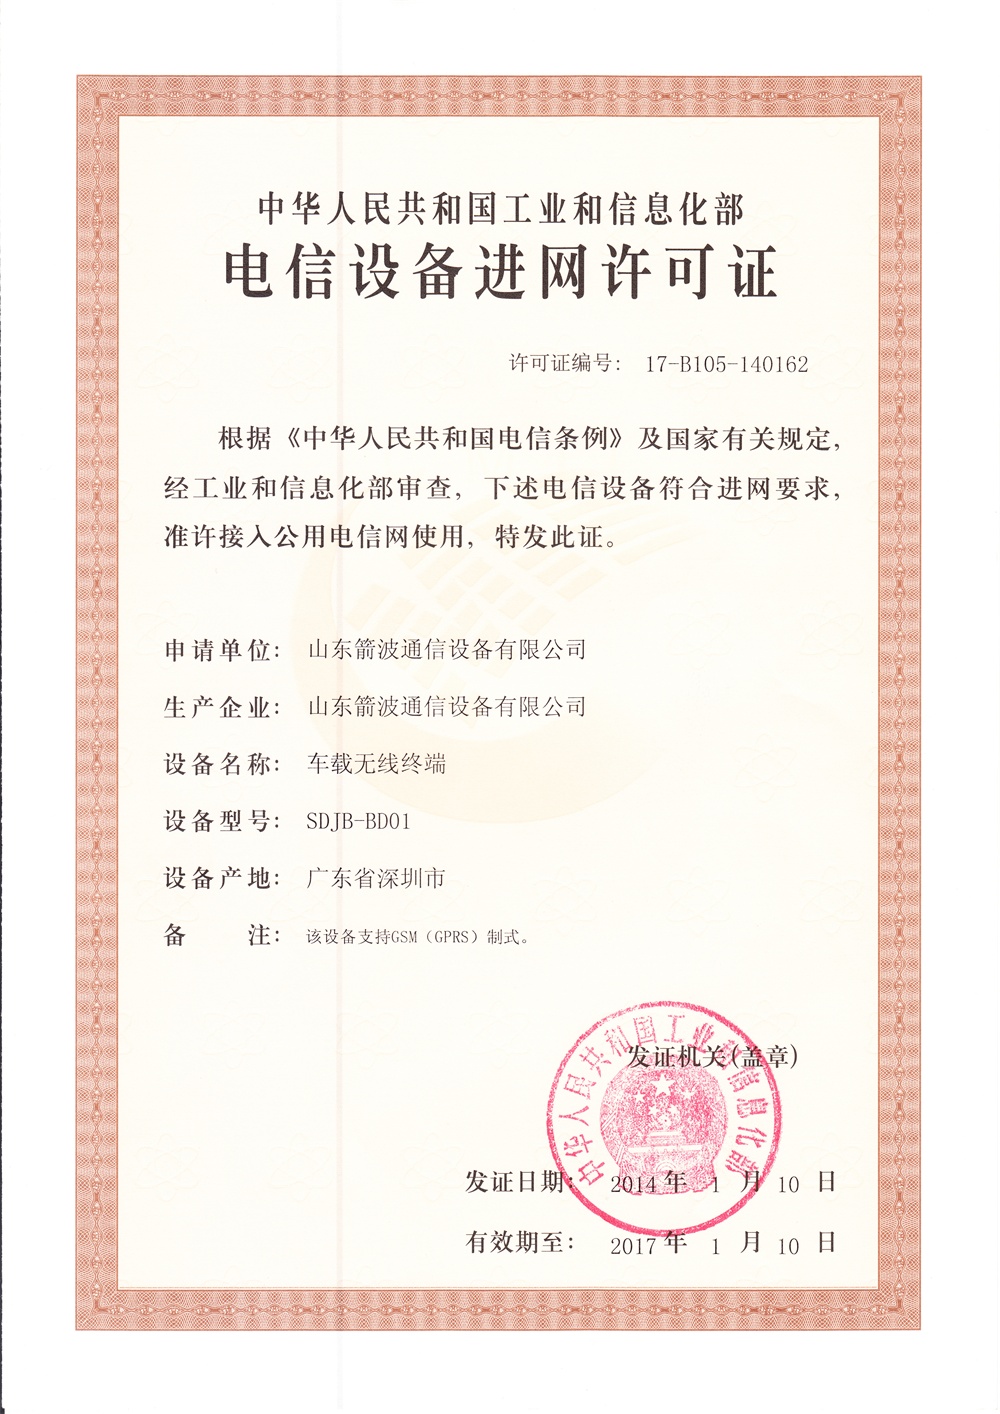 中华人民共和国工业和信息化部
电信设备进网许可证
许可证编号： 17-B105-140162
根据《中华人民共和国电信条例》及国家有关规定，
经工业和信息化部审查，下述电信设备符合进网要求，
准许接入公用电信网使用，特发此证。
申请单位： 山东箭波通信设备有限公司
生产企业： 山东箭波通信设备有限公司
设备名称： 车载无线终端
设备型号： SDJB-BD01
设备产地： 广东省深圳市
备 注： 该设备支持GSM（GPRS）制式。
中华人民共和国工业和信息化部
发证机关(盖章)
发证日期： 2014 年 1 月 10 日
有效期至： 2017 年 1 月 10 日